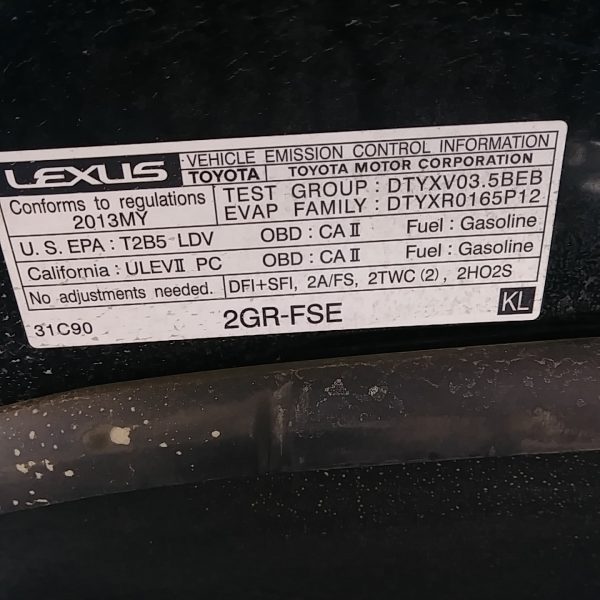 LEXUS VEHICLE EMISSION CONTROL INFORMATION
TOYOTA TOYOTA MOTOR CORPORATION
Conforms to regulations
2013MY
TEST GROUP : DTYXV03.5BEB
EVAP FAMILY : DTYXR0165P12
U.S. EPA : T2B5 LDV OBD : CA II Fuel : Gasoline
California : ULEVII PC OBD : CA II Fuel : Gasoline
No adjustments needed. DFI+SFI, 2A/FS, 2TWC (2) , 2HO2S
31C90 2GR-FSE KL